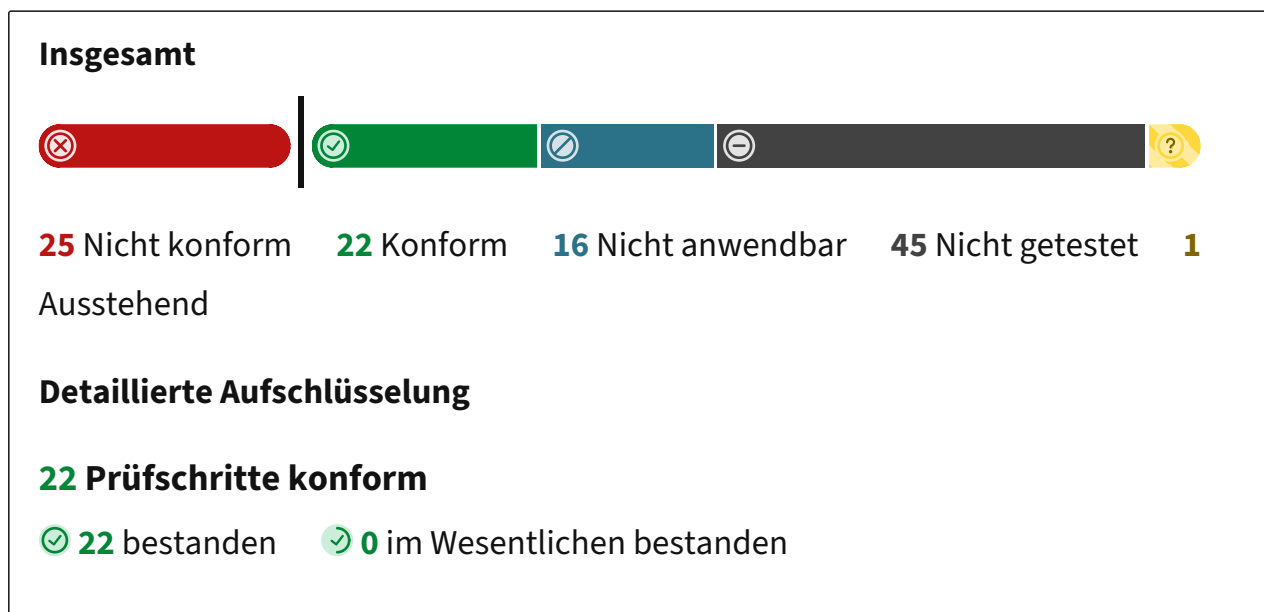 Insgesamt
25 Nicht konform 22 Konform 16 Nicht anwendbar 45 Nicht getestet 1
Ausstehend
Detaillierte Aufschlüsselung
22 Prüfschritte konform
22 bestanden 0 im Wesentlichen bestanden